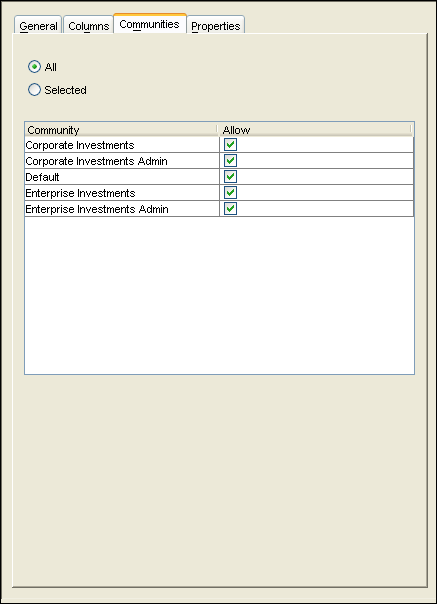 General Columns Communities Properties
All
Selected
Community Allow
Corporate Investments
Corporate Investments Admin
Default
Enterprise Investments
Enterprise Investments Admin